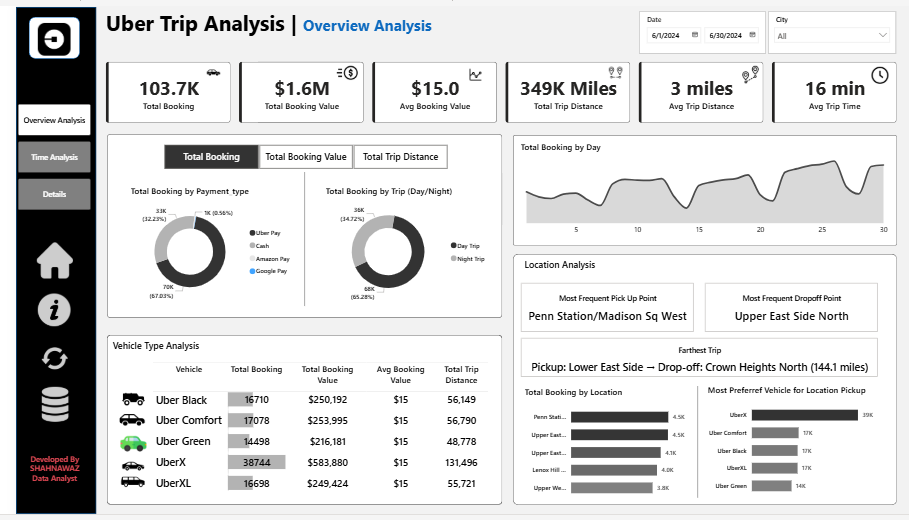 Uber Trip Analysis | Overview Analysis
Date
6/1/2024 6/30/2024
City
All
Overview Analysis
Time Analysis
Details
Developed By
SHAHNAWAZ
Data Analyst
103.7K
Total Booking
$1.6M
Total Booking Value
$15.0
Avg Booking Value
349K Miles
Total Trip Distance
3 miles
Avg Trip Distance
16 min
Avg Trip Time
Total Booking Total Booking Value Total Trip Distance
Total Booking by Payment type
33K
(32.23%)
1K (0.56%)
70K
(67.03%)
Uber Pay
Cash
Amazon Pay
Google Pay
Total Booking by Trip (Day/Night)
36K
(34.72%)
68K
(65.28%)
Day Trip
Night Trip
Total Booking by Day
5 10 15 20 25 30
Vehicle Type Analysis
Vehicle Total Booking Total Booking Value Avg Booking Value Total Trip Distance
Uber Black 16710 $250,192 $15 56,149
Uber Comfort 17078 $253,995 $15 56,790
Uber Green 14498 $216,181 $15 48,778
UberX 38744 $583,880 $15 131,496
UberXL 16698 $249,424 $15 55,721
Location Analysis
Most Frequent Pick Up Point
Penn Station/Madison Sq West
Most Frequent Dropoff Point
Upper East Side North
Farthest Trip
Pickup: Lower East Side → Drop-off: Crown Heights North (144.1 miles)
Total Booking by Location
Penn Stati... 4.5K
Upper East... 4.5K
Upper East... 4.1K
Lenox Hill ... 4.0K
Upper We... 3.8K
Most Preferref Vehicle for Location Pickup
UberX 39K
Uber Comfort 17K
Uber Black 17K
UberXL 17K
Uber Green 14K